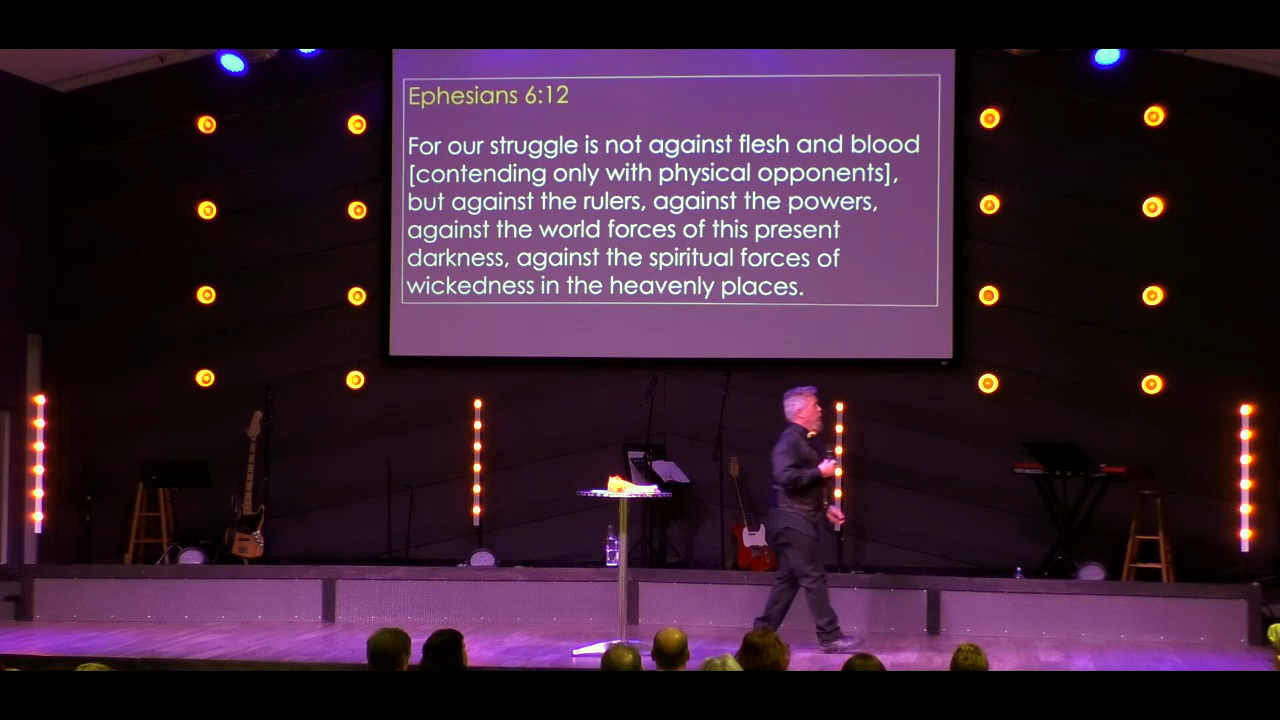 Ephesians 6:12
For our struggle is not against flesh and blood
[contending only with physical opponents],
but against the rulers, against the powers,
against the world forces of this present
darkness, against the spiritual forces of
wickedness in the heavenly places.